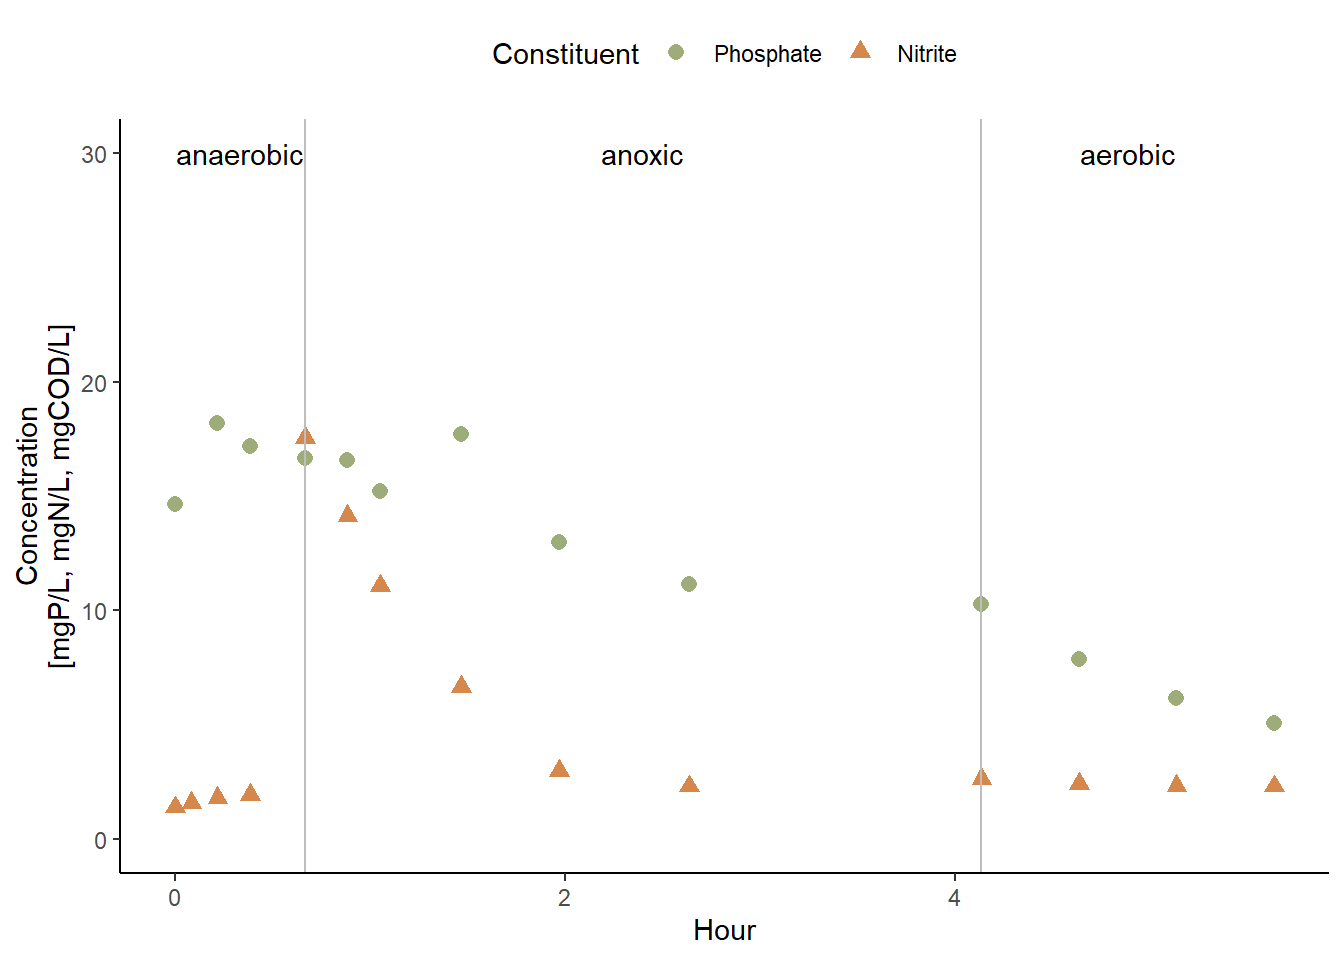 Constituent Phosphate Nitrite
anaerobic anoxic aerobic
30
20
10
0
Concentration
[mgP/L, mgN/L, mgCOD/L]
0 2 4
Hour